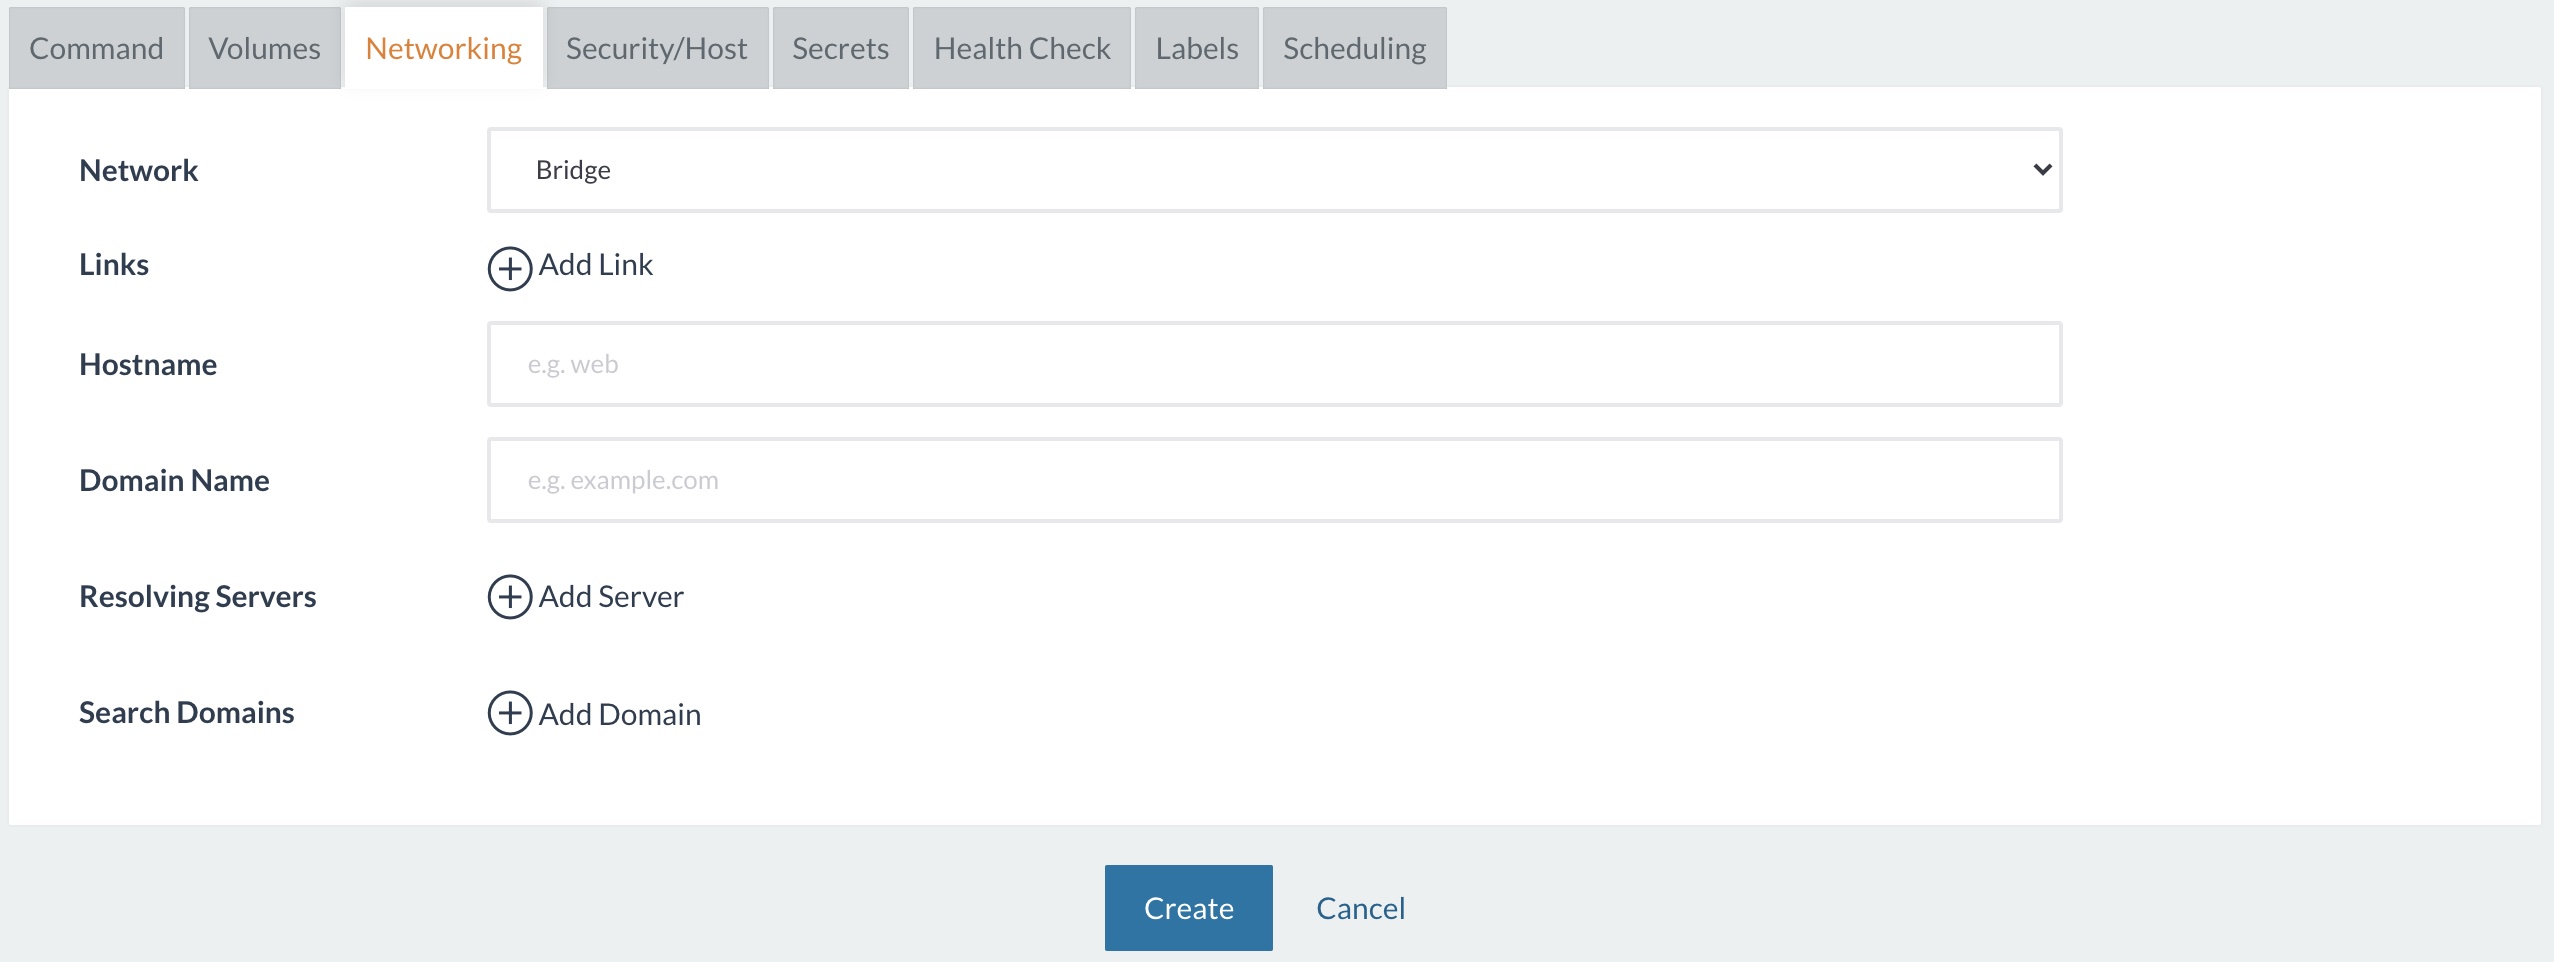 Command Volumes Networking Security/Host Secrets Health Check Labels Scheduling
Network Bridge
Links Add Link
Hostname e.g. web
Domain Name e.g. example.com
Resolving Servers Add Server
Search Domains Add Domain
Create Cancel